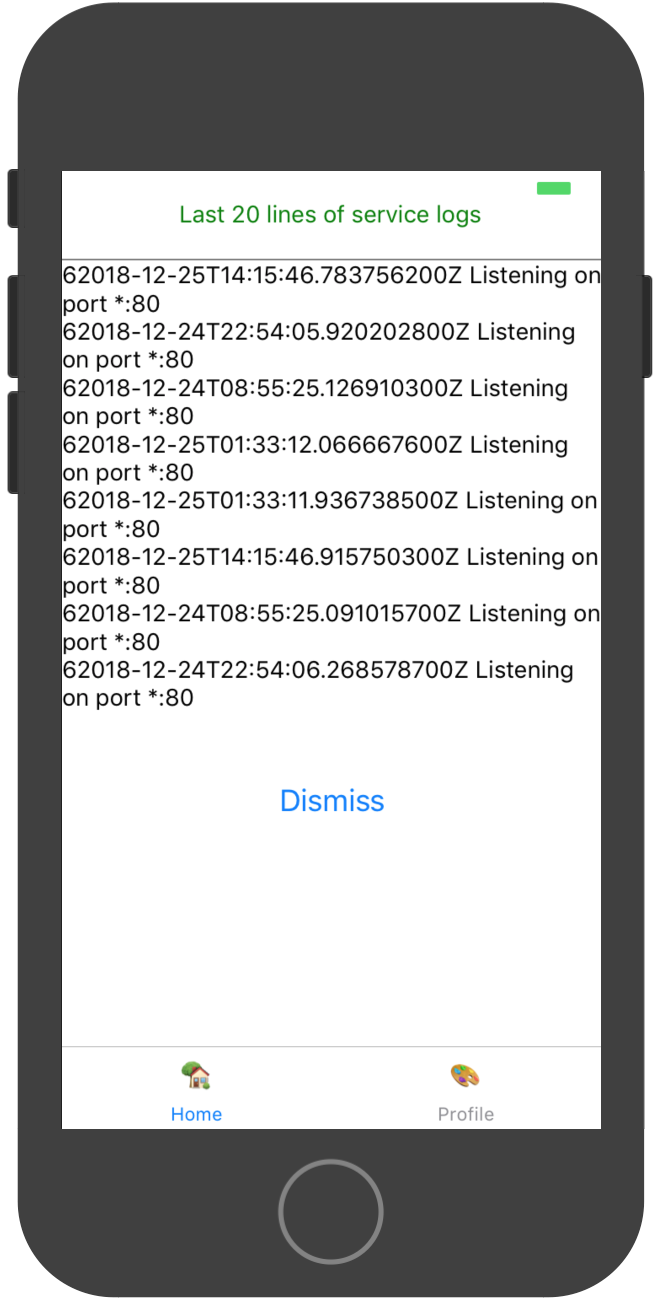 Last 20 lines of service logs
62018-12-25T14:15:46.783756200Z Listening on
port *:80
62018-12-24T22:54:05.920202800Z Listening
on port *:80
62018-12-24T08:55:25.126910300Z Listening
on port *:80
62018-12-25T01:33:12.066667600Z Listening
on port *:80
62018-12-25T01:33:11.936738500Z Listening on
port *:80
62018-12-25T14:15:46.915750300Z Listening on
port *:80
62018-12-24T08:55:25.091015700Z Listening on
port *:80
62018-12-24T22:54:06.268578700Z Listening
on port *:80
Dismiss
Home
Profile